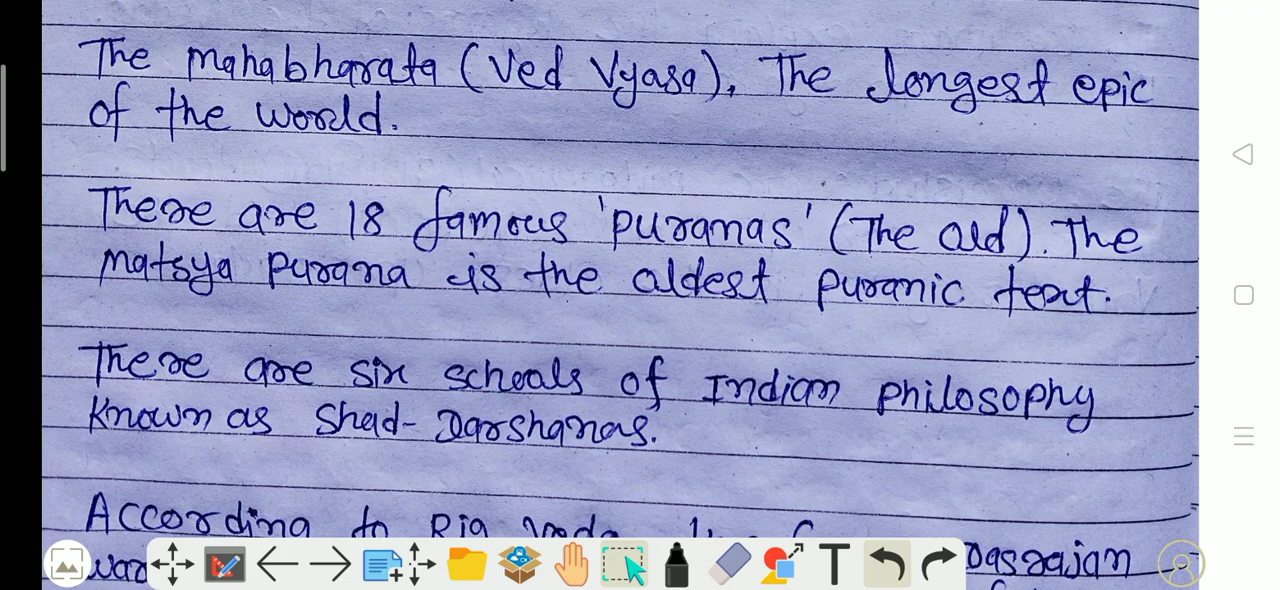 The Mahabharata (Ved Vyasa), The longest epic
of the world.
There are 18 famous 'puranas' (The old). The
Matsya Purana is the oldest puranic text.
There are six schools of Indian philosophy
Known as Shad-Darshanas.
According to Rig
Dasrajan
T